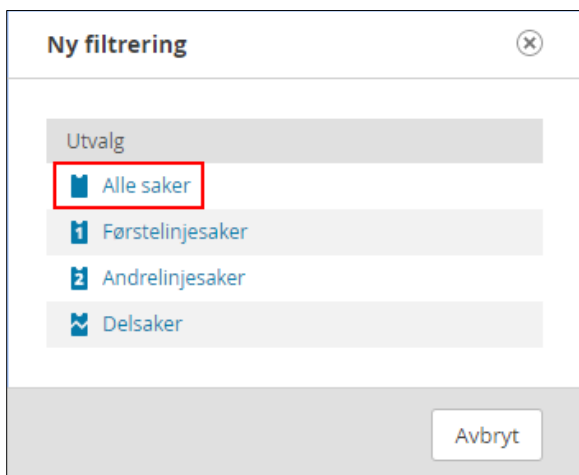 Ny filtrering
Utvalg
Alle saker
1 Førstelinjesaker
2 Andrelinjesaker
Delsaker
Avbryt